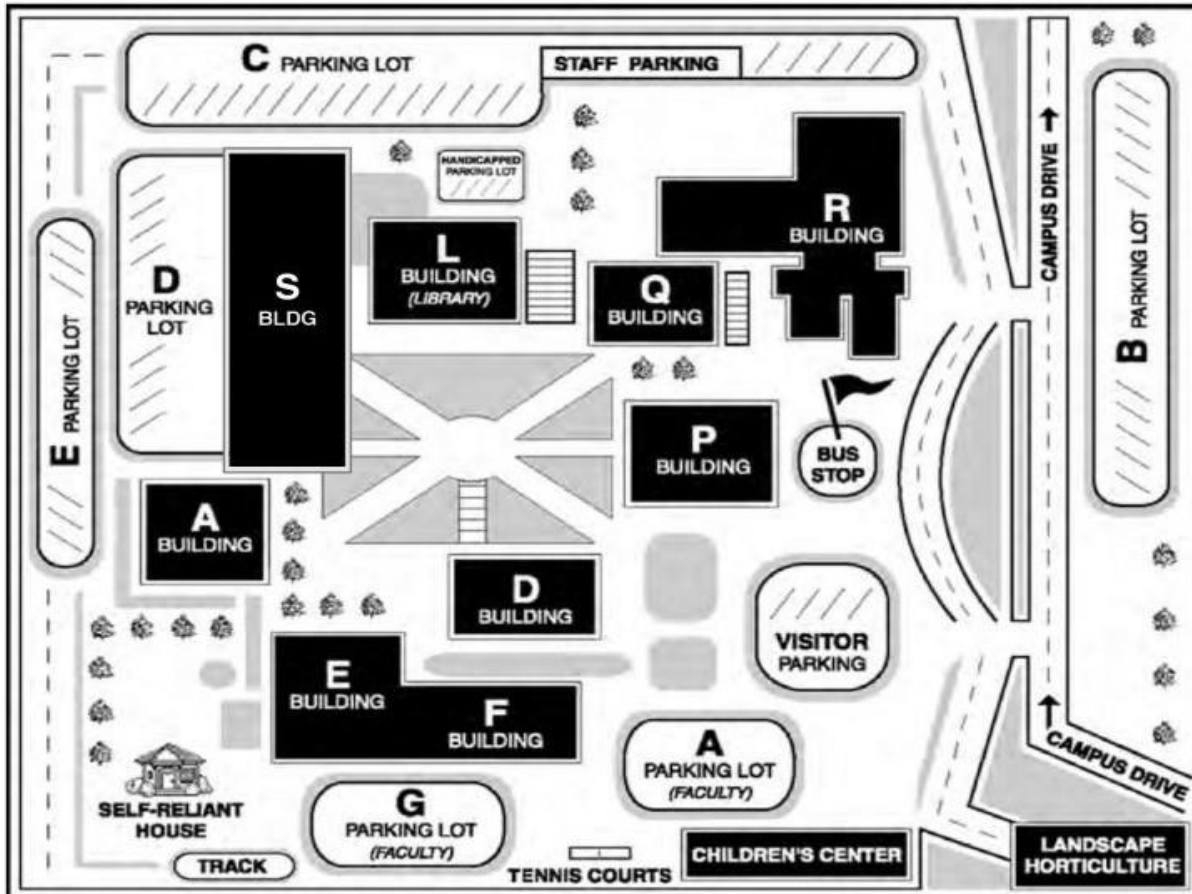 C PARKING LOT
STAFF PARKING
HANDICAPPED
PARKING LOT
CAMPUS DRIVE
B PARKING LOT
R
BUILDING
L
BUILDING
(LIBRARY)
Q
BUILDING
D
PARKING
LOT
S
BLDG
E PARKING LOT
P
BUILDING
BUS
STOP
A
BUILDING
D
BUILDING
VISITOR
PARKING
E
BUILDING
F
BUILDING
A
PARKING LOT
(FACULTY)
CAMPUS DRIVE
SELF-RELIANT
HOUSE
G
PARKING LOT
(FACULTY)
TRACK
TENNIS COURTS
CHILDREN'S CENTER
LANDSCAPE
HORTICULTURE